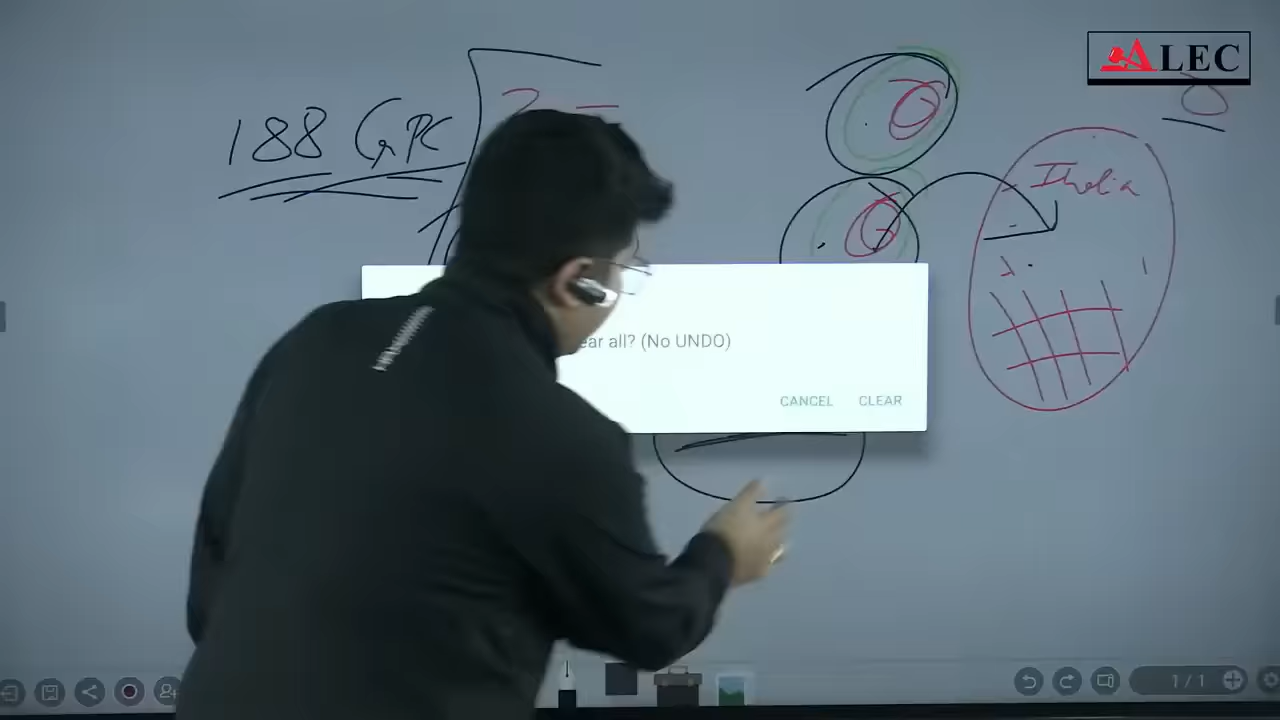 ALEC
188 CrPC
India
ear all? (No UNDO)
CANCEL CLEAR
1/1